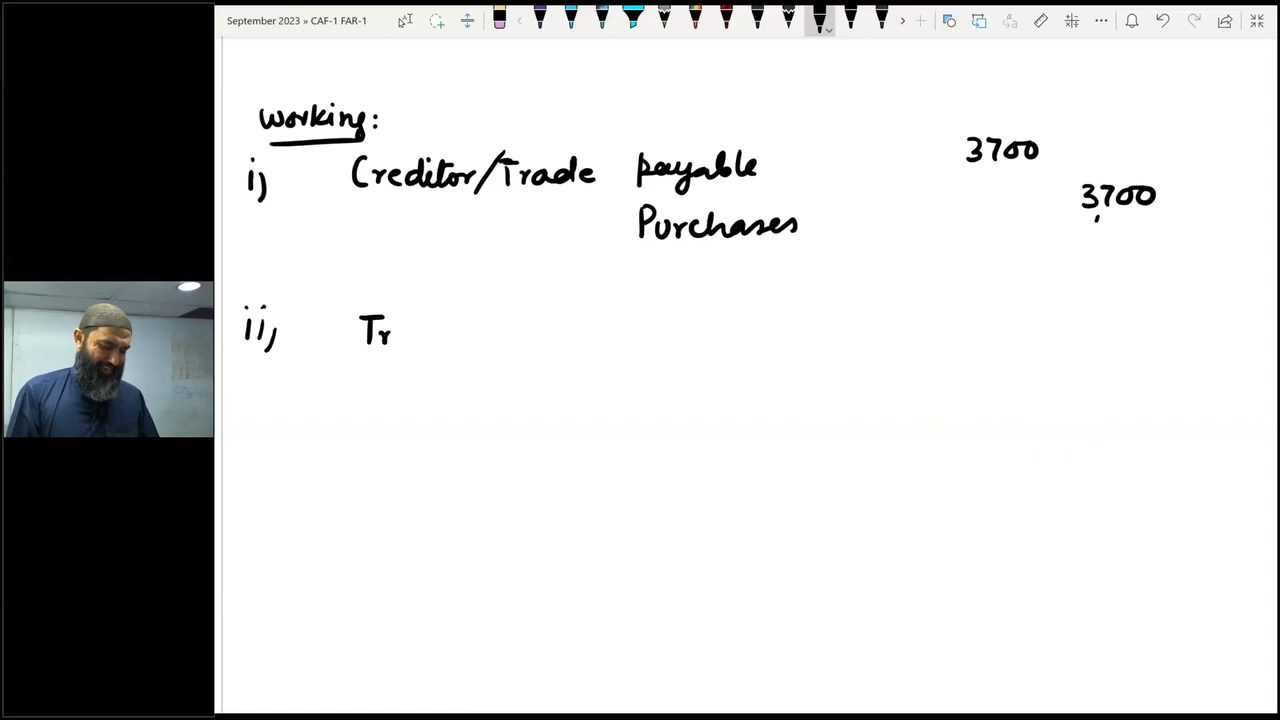 September 2023 » CAF-1 FAR-1
Working:
i) Creditor/Trade payable 3700
Purchases 3700
ii) Tr